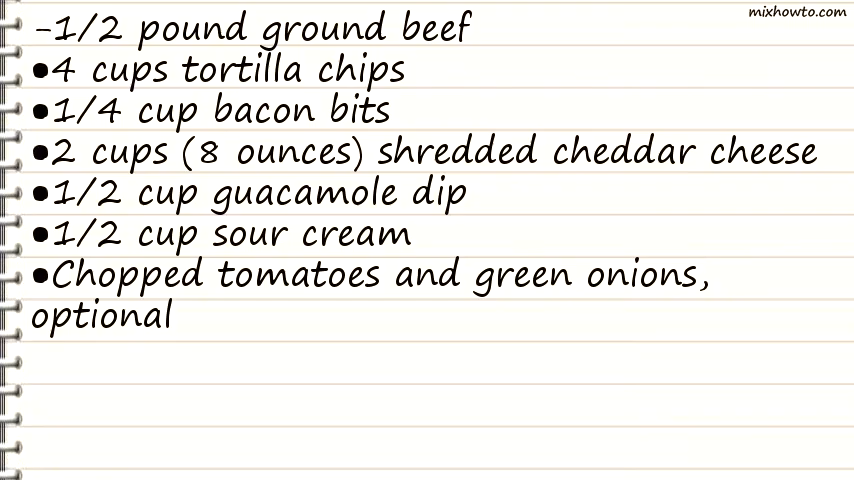 mixhowto.com
-1/2 pound ground beef
●4 cups tortilla chips
●1/4 cup bacon bits
●2 cups (8 ounces) shredded cheddar cheese
●1/2 cup guacamole dip
●1/2 cup sour cream
●Chopped tomatoes and green onions,
optional